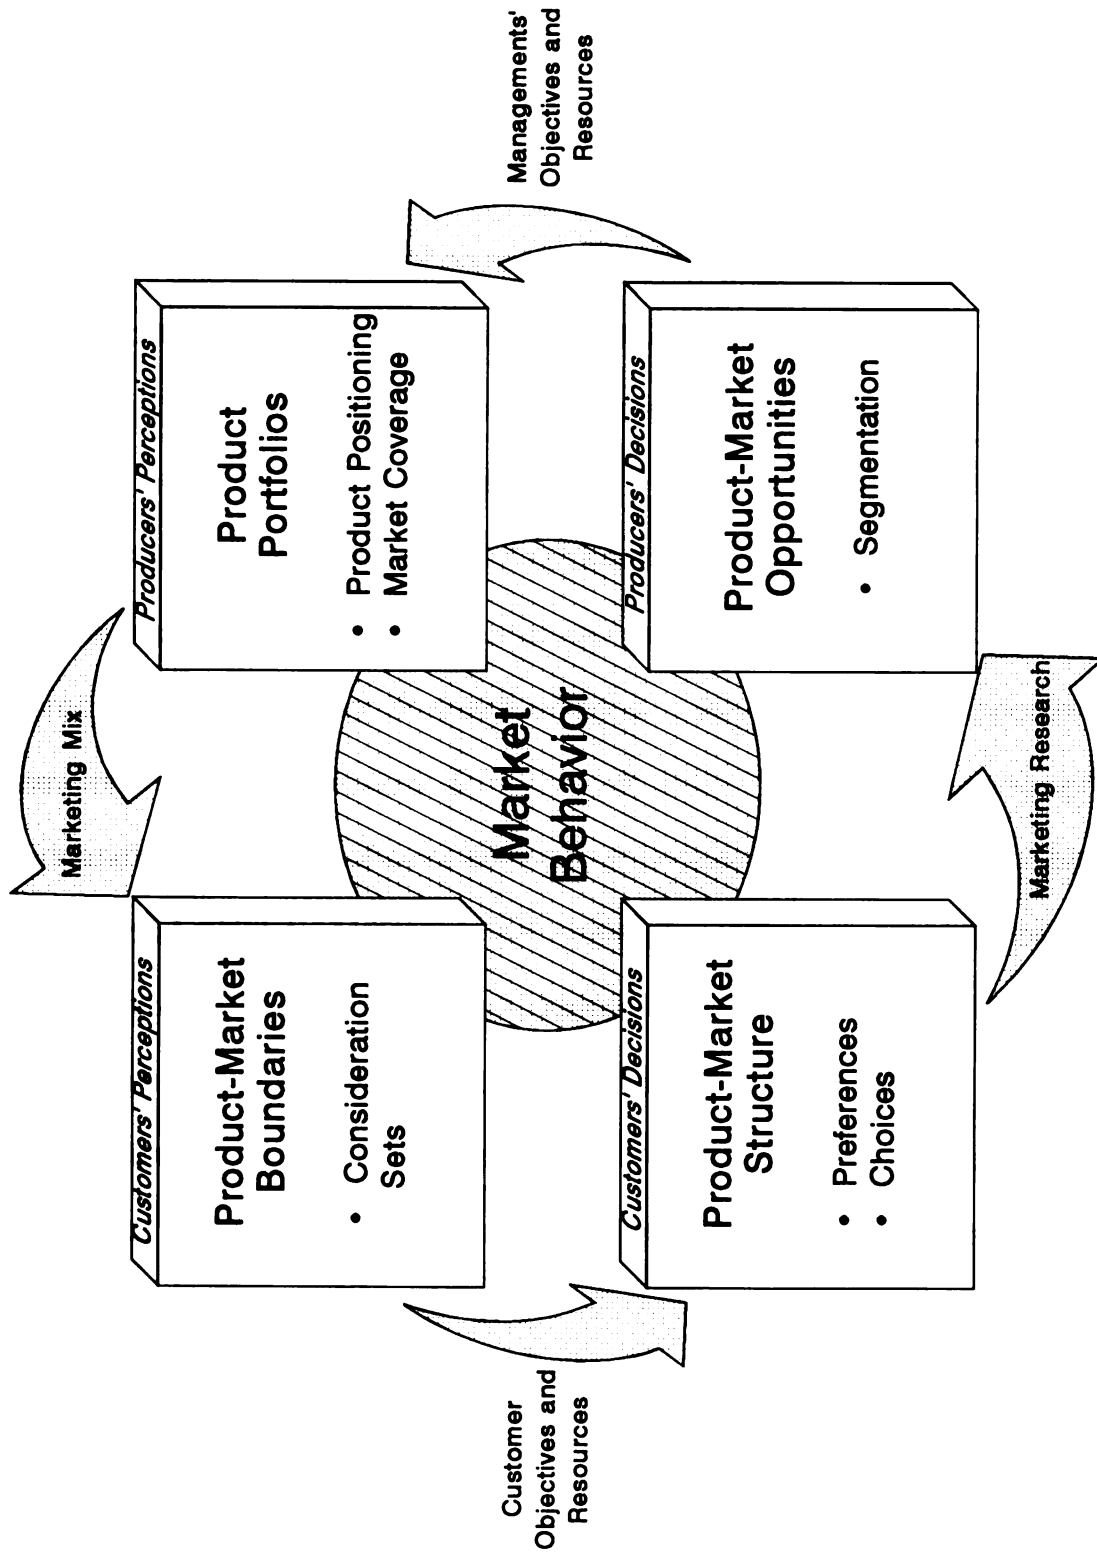 Marketing Mix
Customers' Perceptions
Product-Market
Boundaries
• Consideration
Sets
Producers' Perceptions
Product
Portfolios
• Product Positioning
• Market Coverage
Customer
Objectives and
Resources
Market
Behavior
Managements'
Objectives and
Resources
Customers' Decisions
Product-Market
Structure
• Preferences
• Choices
Producers' Decisions
Product-Market
Opportunities
• Segmentation
Marketing Research